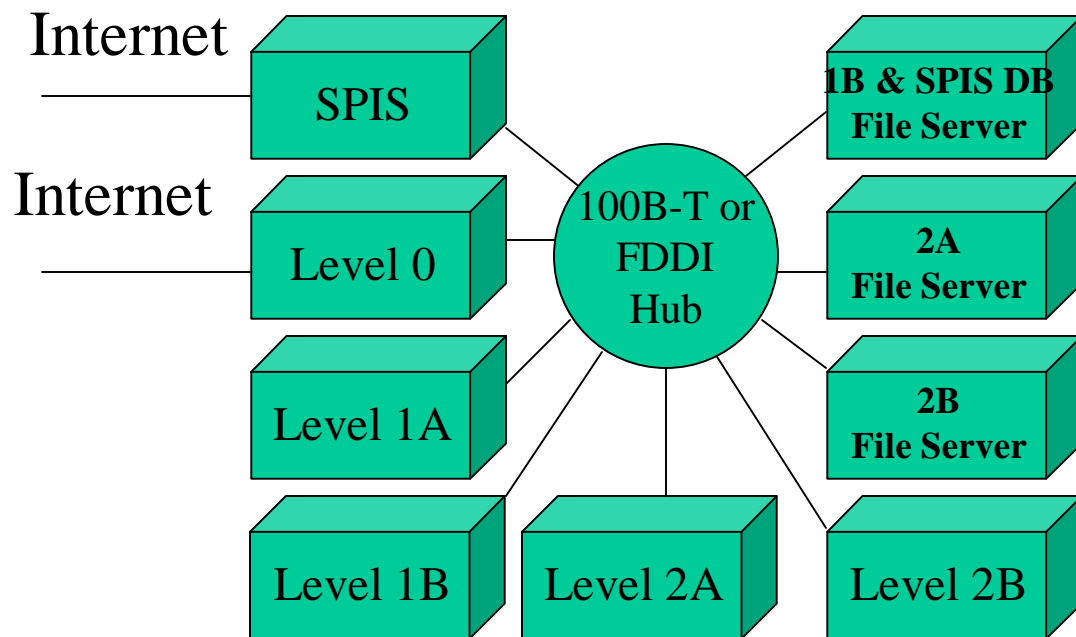 Internet
SPIS
1B & SPIS DB
File Server
Internet
Level 0
100B-T or
FDDI
Hub
2A
File Server
Level 1A
2B
File Server
Level 1B
Level 2A
Level 2B